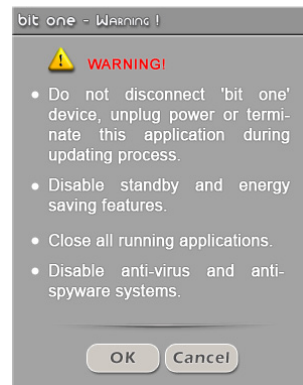 bit one - Warning !
WARNING!
• Do not disconnect 'bit one'
device, unplug power or termi-
nate this application during
updating process.
• Disable standby and energy
saving features.
• Close all running applications.
• Disable anti-virus and anti-
spyware systems.
OK Cancel